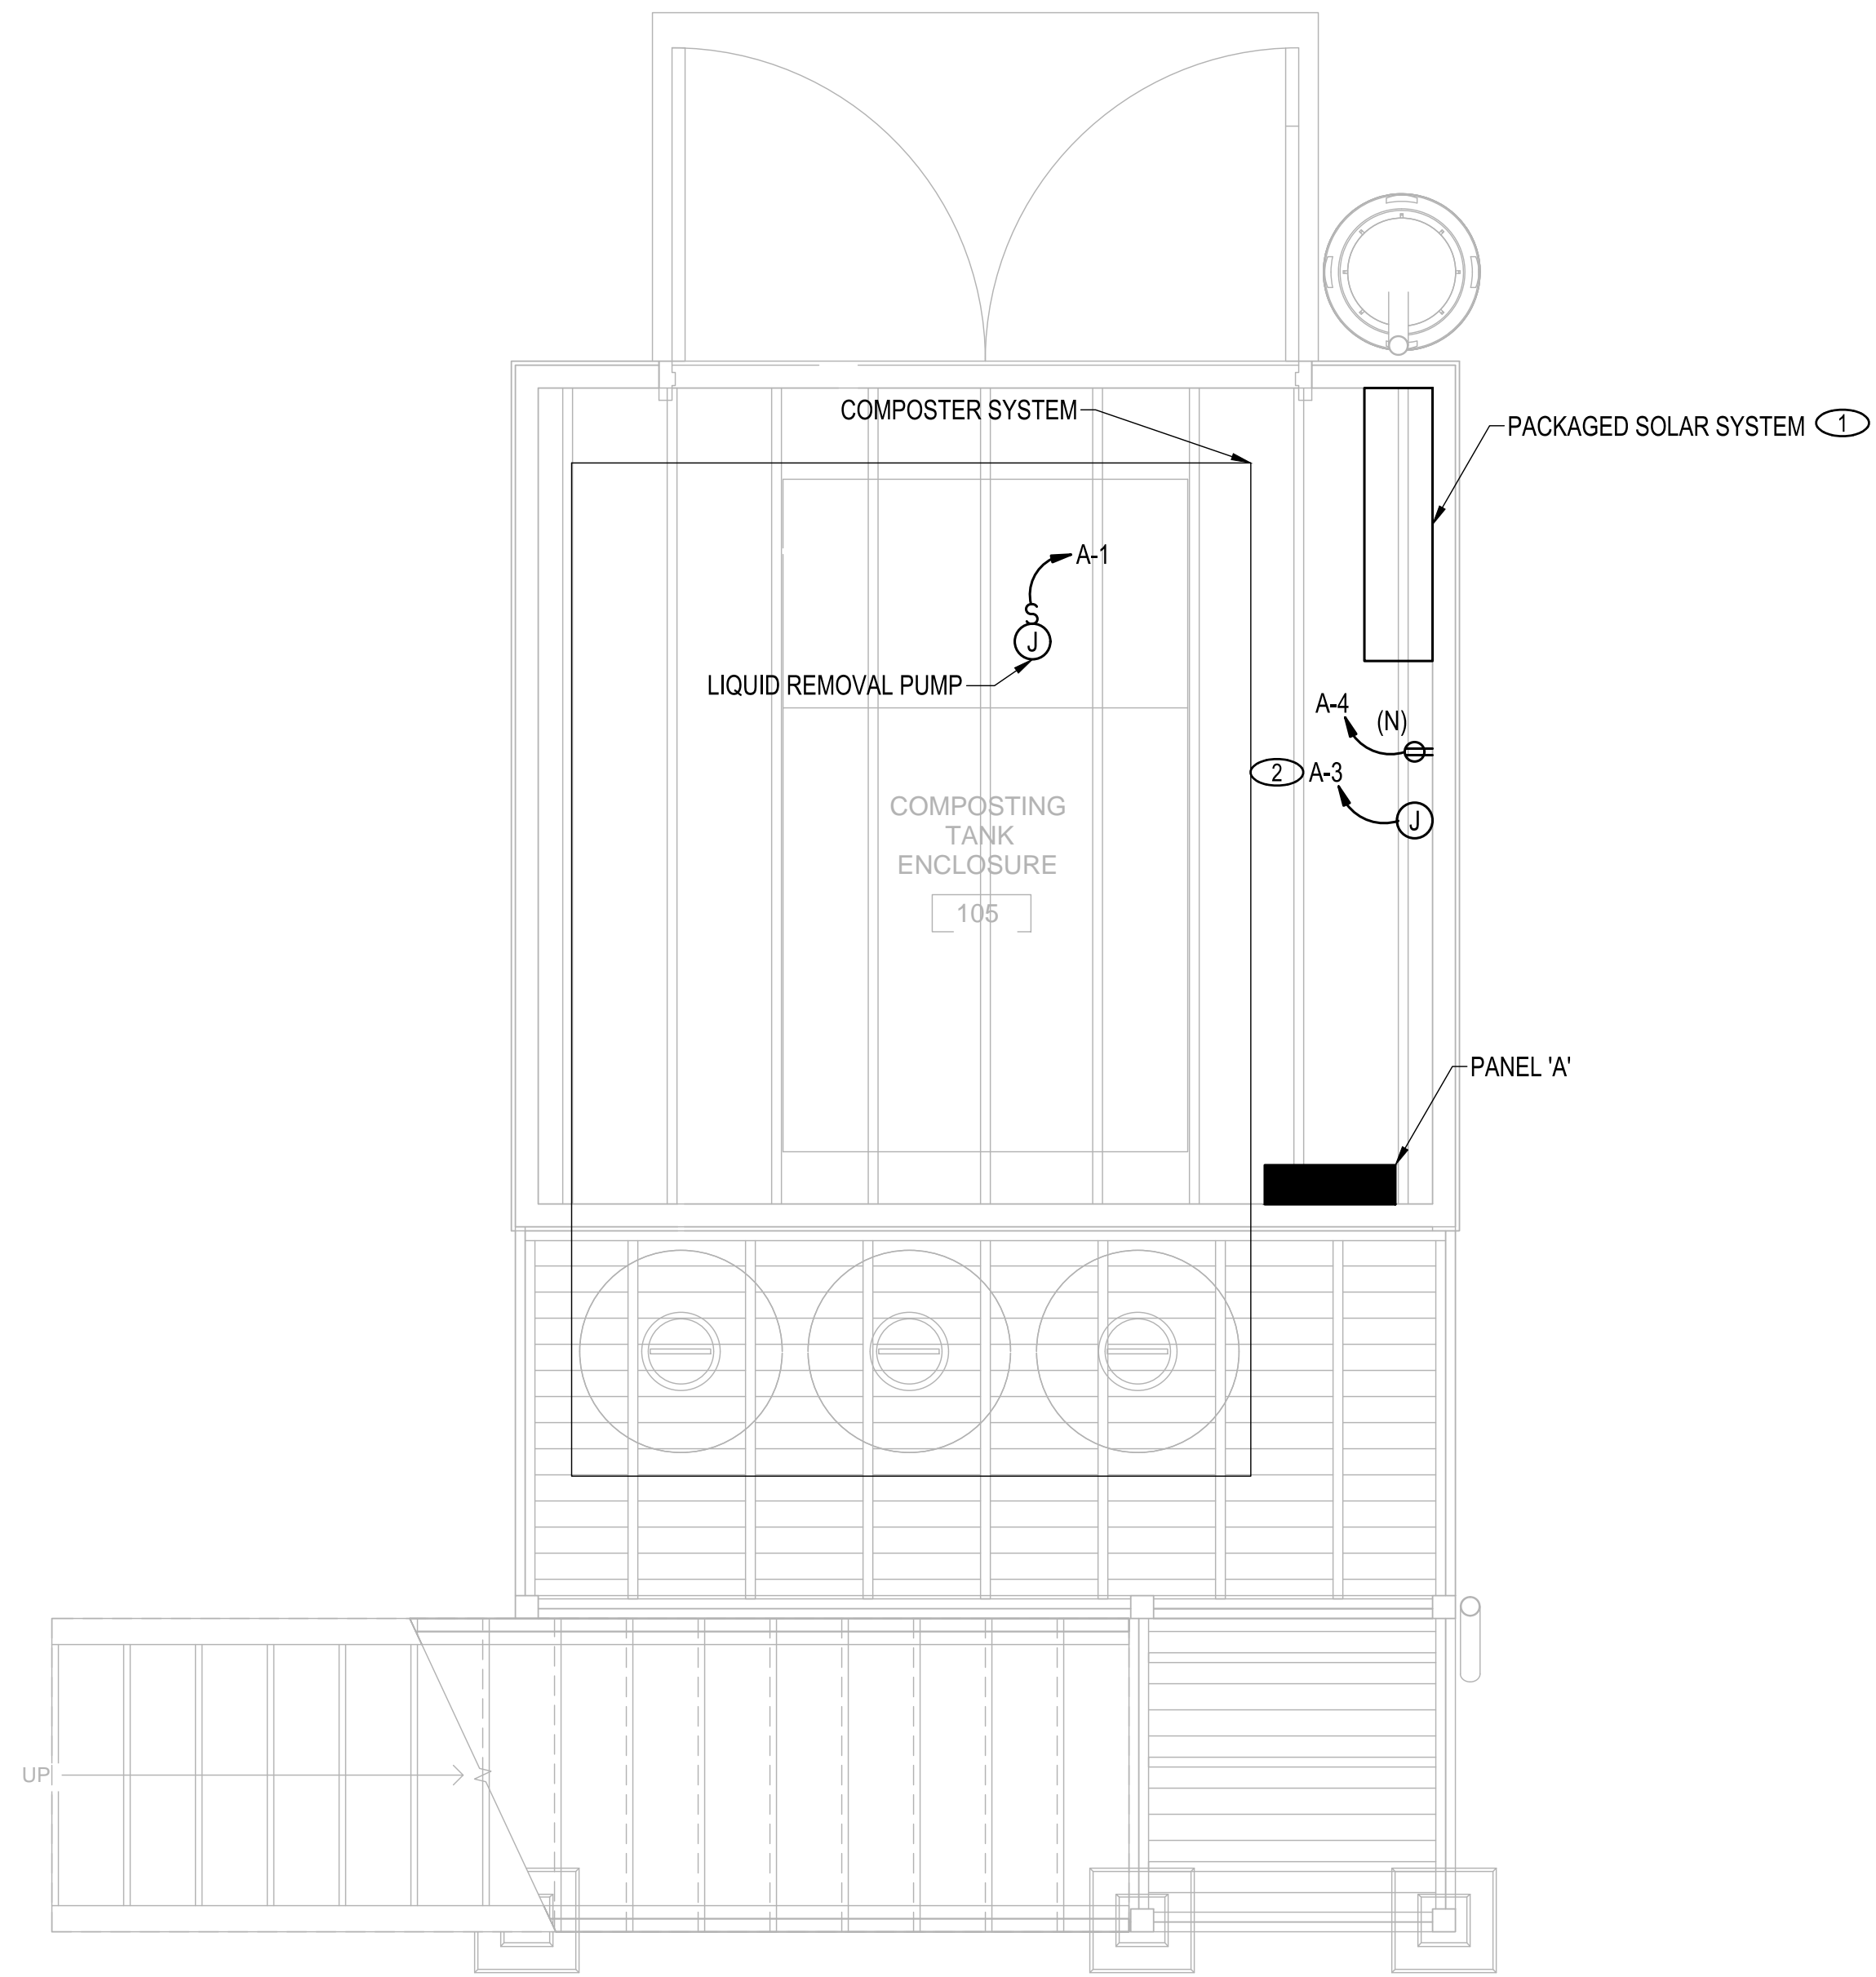 COMPOSTER SYSTEM
PACKAGED SOLAR SYSTEM 1
A-1
S
J
LIQUID REMOVAL PUMP
A-4 (N)
2 A-3
J
COMPOSTING
TANK
ENCLOSURE
105
PANEL 'A'
UP